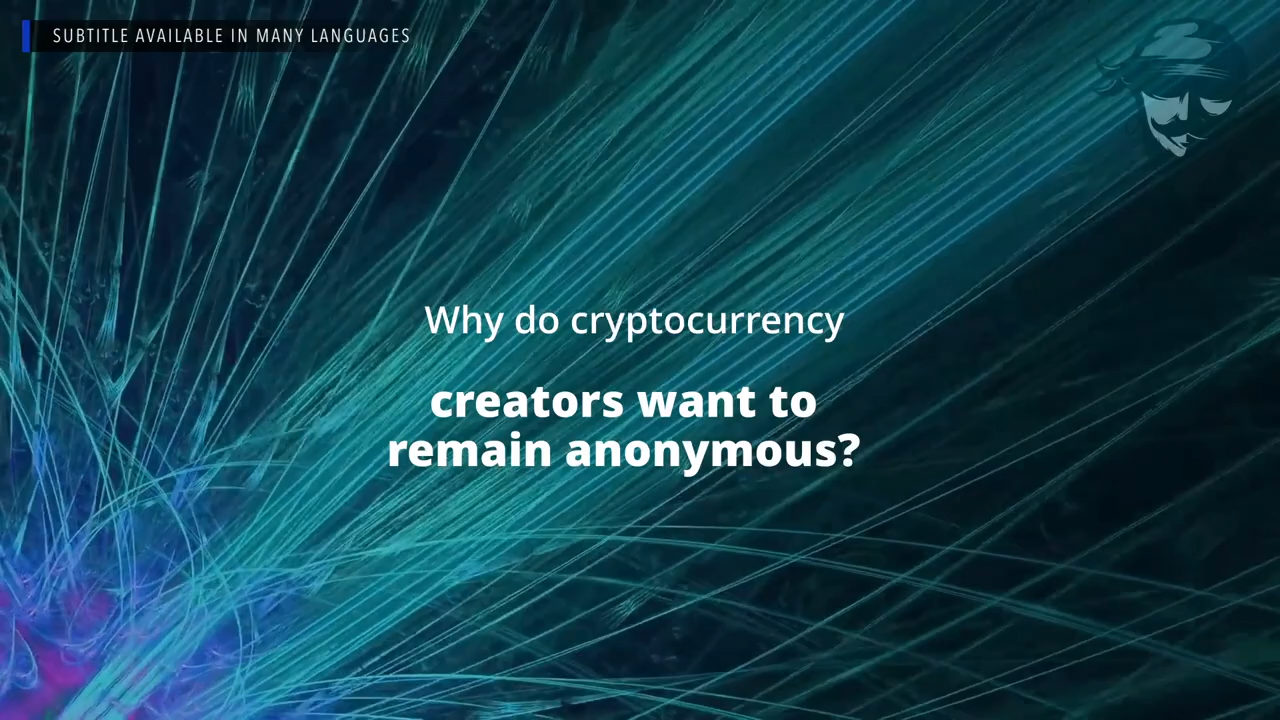 SUBTITLE AVAILABLE IN MANY LANGUAGES
Why do cryptocurrency
creators want to
remain anonymous?